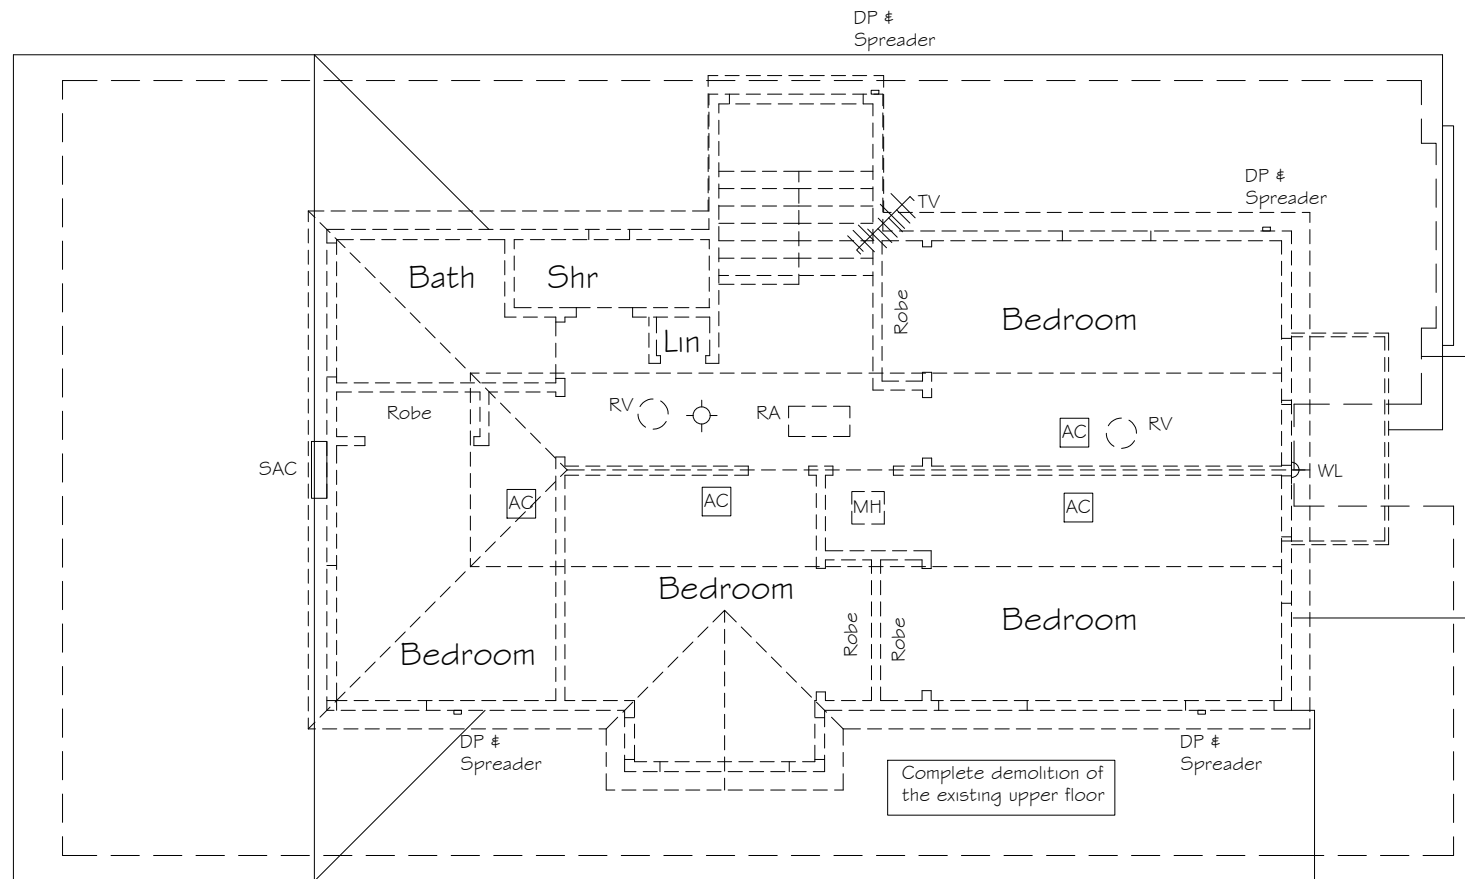 DP &
Spreader
DP &
Spreader
TV
Bath
Shr
Robe
Bedroom
Lin
Robe
RV
RA
AC
RV
SAC
WL
AC
AC
MH
AC
Bedroom
Bedroom
Robe
Robe
Bedroom
DP &
Spreader
DP &
Spreader
Complete demolition of
the existing upper floor